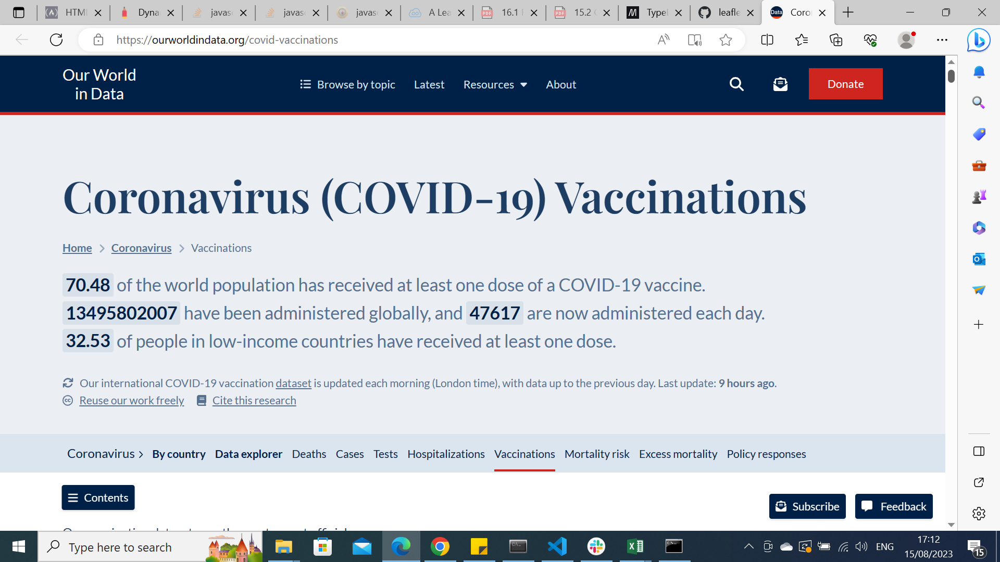 HTML
Dyna
javasc
javasc
javasc
A Lea
PDF
16.1
PDF
15.2
Typel
leafle
Data
Coro
https://ourworldindata.org/covid-vaccinations
Our World
in Data
Browse by topic
Latest
Resources
About
Donate
Coronavirus (COVID-19) Vaccinations
Home > Coronavirus > Vaccinations
70.48 of the world population has received at least one dose of a COVID-19 vaccine.
13495802007 have been administered globally, and 47617 are now administered each day.
32.53 of people in low-income countries have received at least one dose.
Our international COVID-19 vaccination dataset is updated each morning (London time), with data up to the previous day. Last update: 9 hours ago.
Reuse our work freely
Cite this research
Coronavirus > By country Data explorer Deaths Cases Tests Hospitalizations Vaccinations Mortality risk Excess mortality Policy responses
Contents
Subscribe
Feedback
Type here to search
ENG
17:12
15/08/2023
15